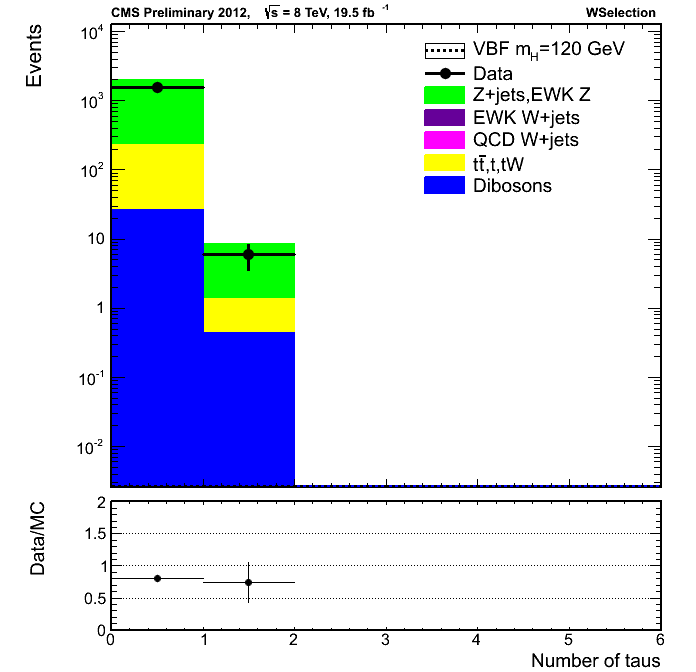 CMS Preliminary 2012, √s = 8 TeV, 19.5 fb⁻¹ WSelection
Events
10⁴
10³
10²
10
1
10⁻¹
10⁻²
VBF m_H=120 GeV
Data
Z+jets,EWK Z
EWK W+jets
QCD W+jets
tt̅,t,tW
Dibosons
Data/MC
2
1.5
1
0.5
0
0 1 2 3 4 5 6
Number of taus